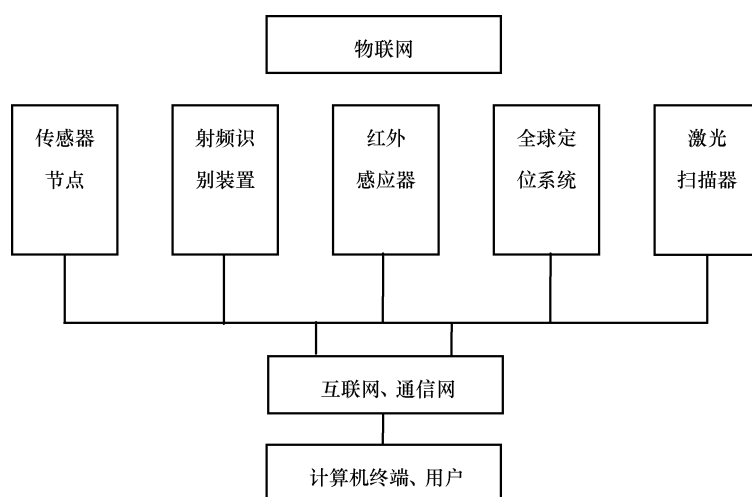 物联网
传感器
节点
射频识
别装置
红外
感应器
全球定
位系统
激光
扫描器
互联网、通信网
计算机终端、用户